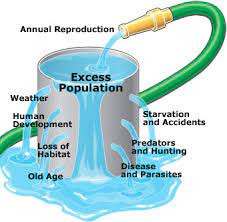 Annual Reproduction
Excess
Population
Weather
Human
Development
Loss of
Habitat
Old Age
Starvation
and Accidents
Predators
and Hunting
Disease
and Parasites